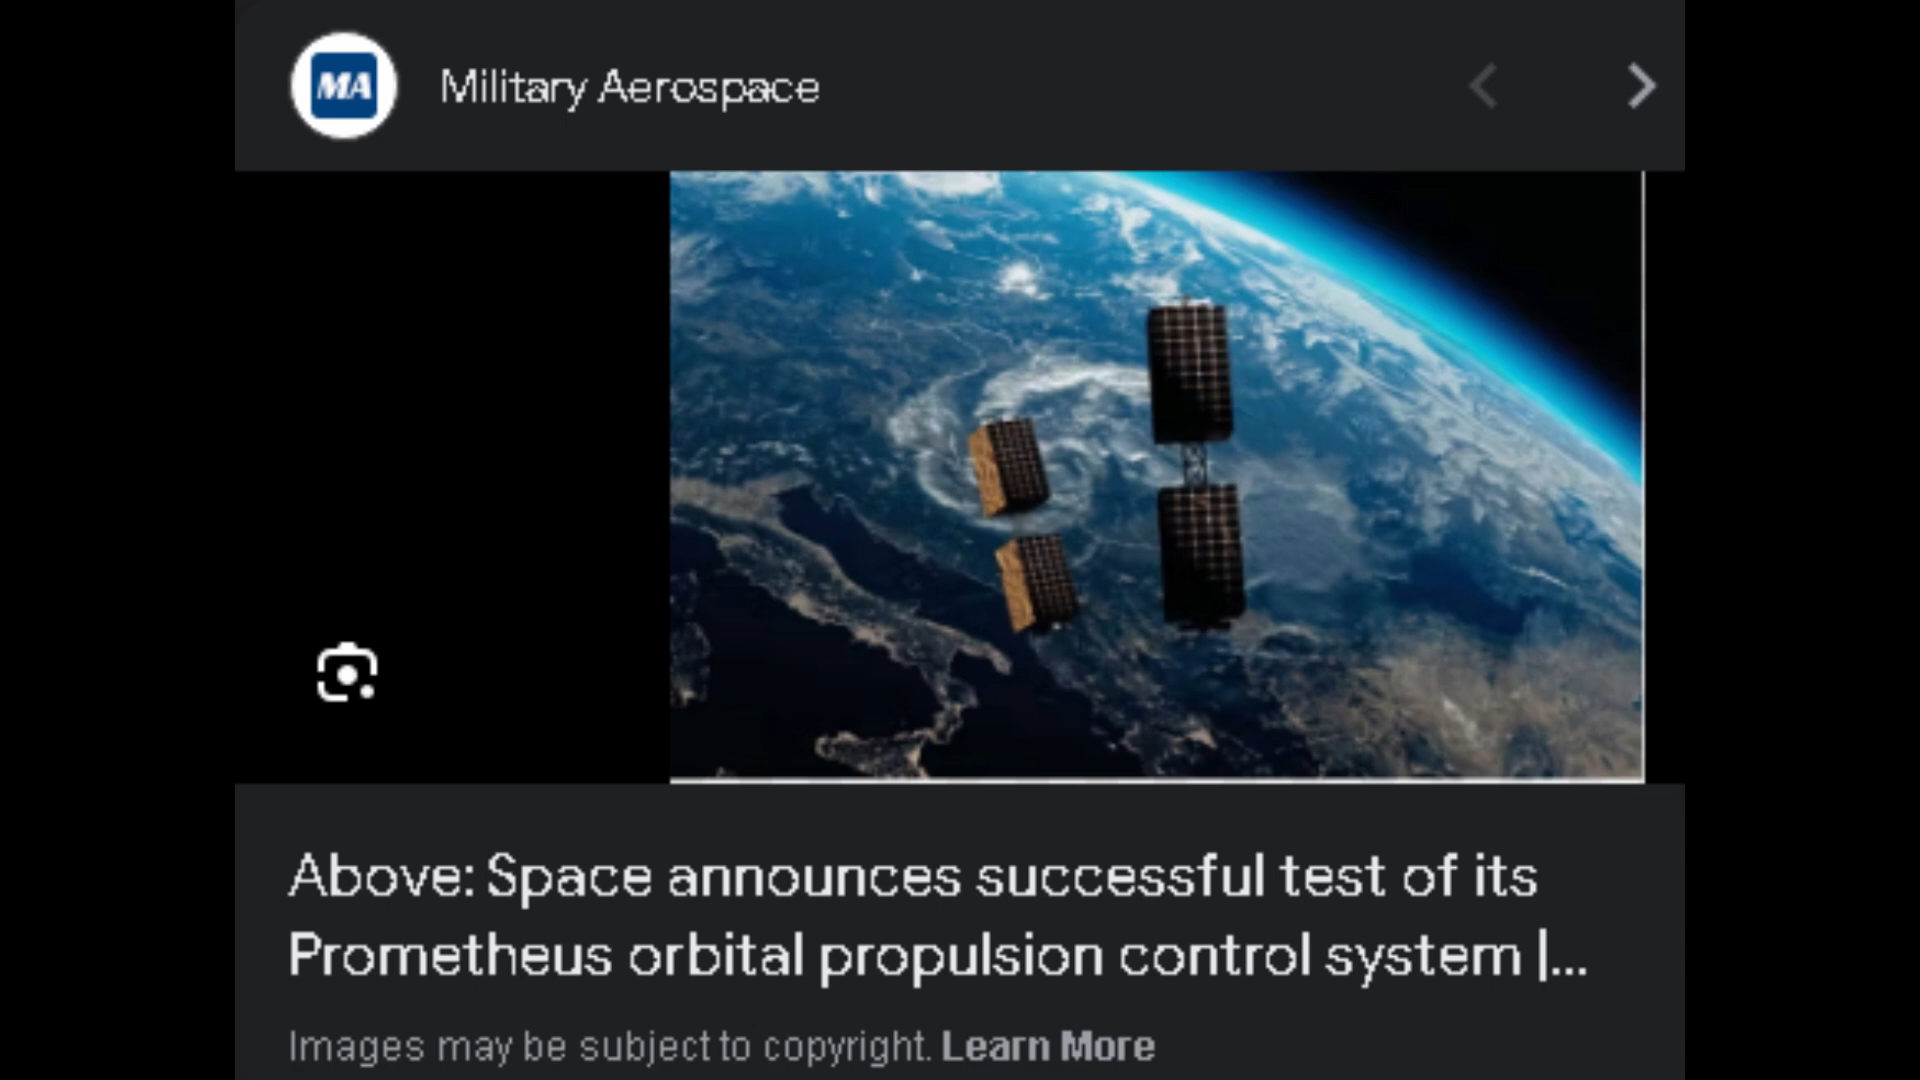 MA
Military Aerospace
Above: Space announces successful test of its
Prometheus orbital propulsion control system |...
Images may be subject to copyright. Learn More